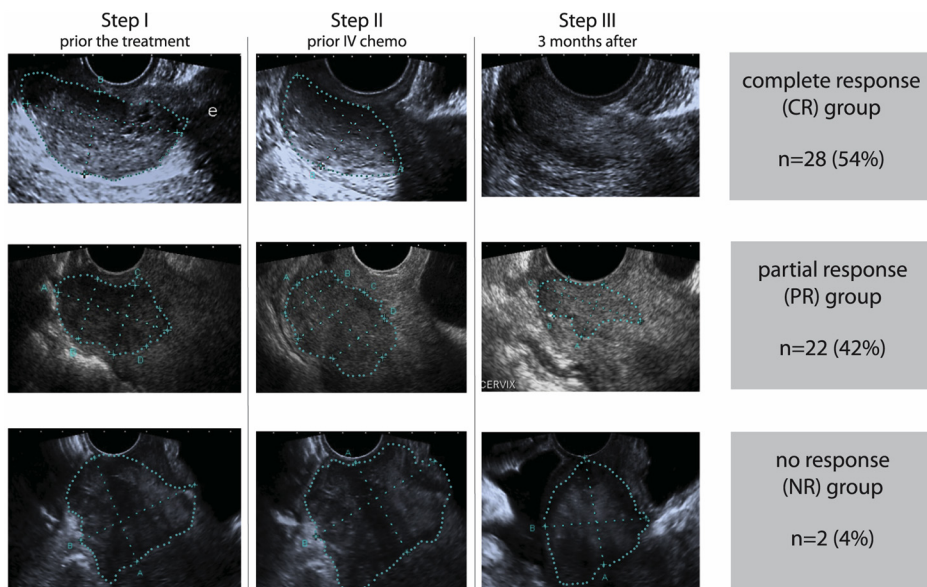 Step I
prior the treatment
Step II
prior IV chemo
Step III
3 months after
e
complete response
(CR) group
n=28 (54%)
partial response
(PR) group
n=22 (42%)
CERVIX
no response
(NR) group
n=2 (4%)